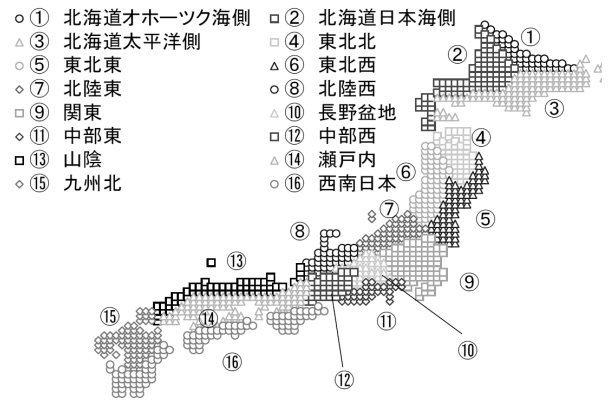 ① 北海道オホーツク海側 ② 北海道日本海側
③ 北海道太平洋側 ④ 東北北
⑤ 東北東 ⑥ 東北西
⑦ 北陸東 ⑧ 北陸西
⑨ 関東 ⑩ 長野盆地
⑪ 中部東 ⑫ 中部西
⑬ 山陰 ⑭ 瀬戸内
⑮ 九州北 ⑯ 西南日本
①
②
③
④
⑥
⑤
⑦
⑧
⑬
⑨
⑮
⑭
⑪
⑩
⑯
⑫